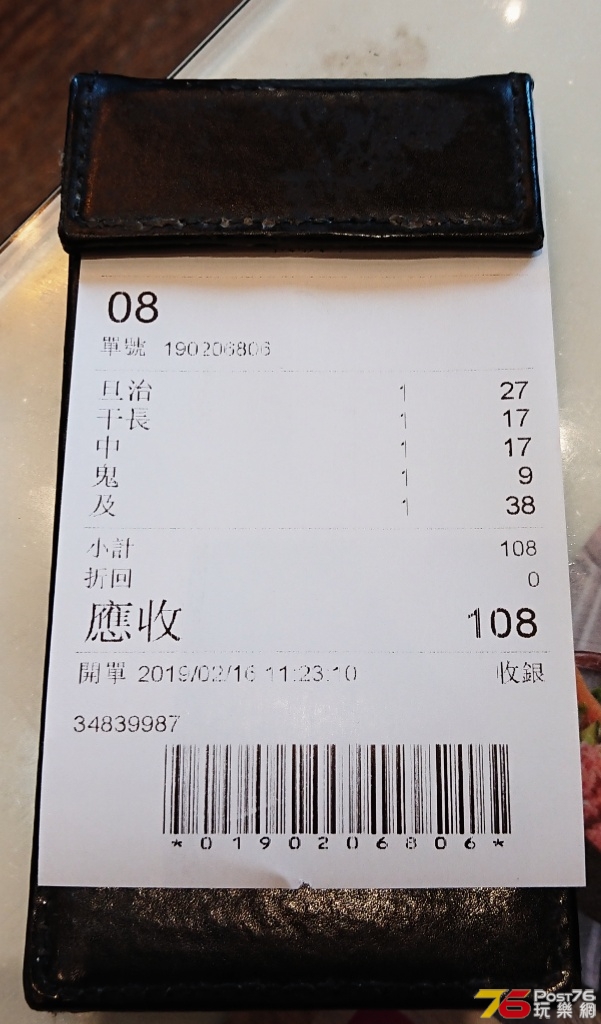 08
單號 190206806
旦治 1 27
干長 1 17
中 1 17
鬼 1 9
及 1 38
小計 108
折回 0
應收 108
開單 2019/02/16 11:23:10 收銀
34839987
*0190206806*
76 Post76
玩樂網